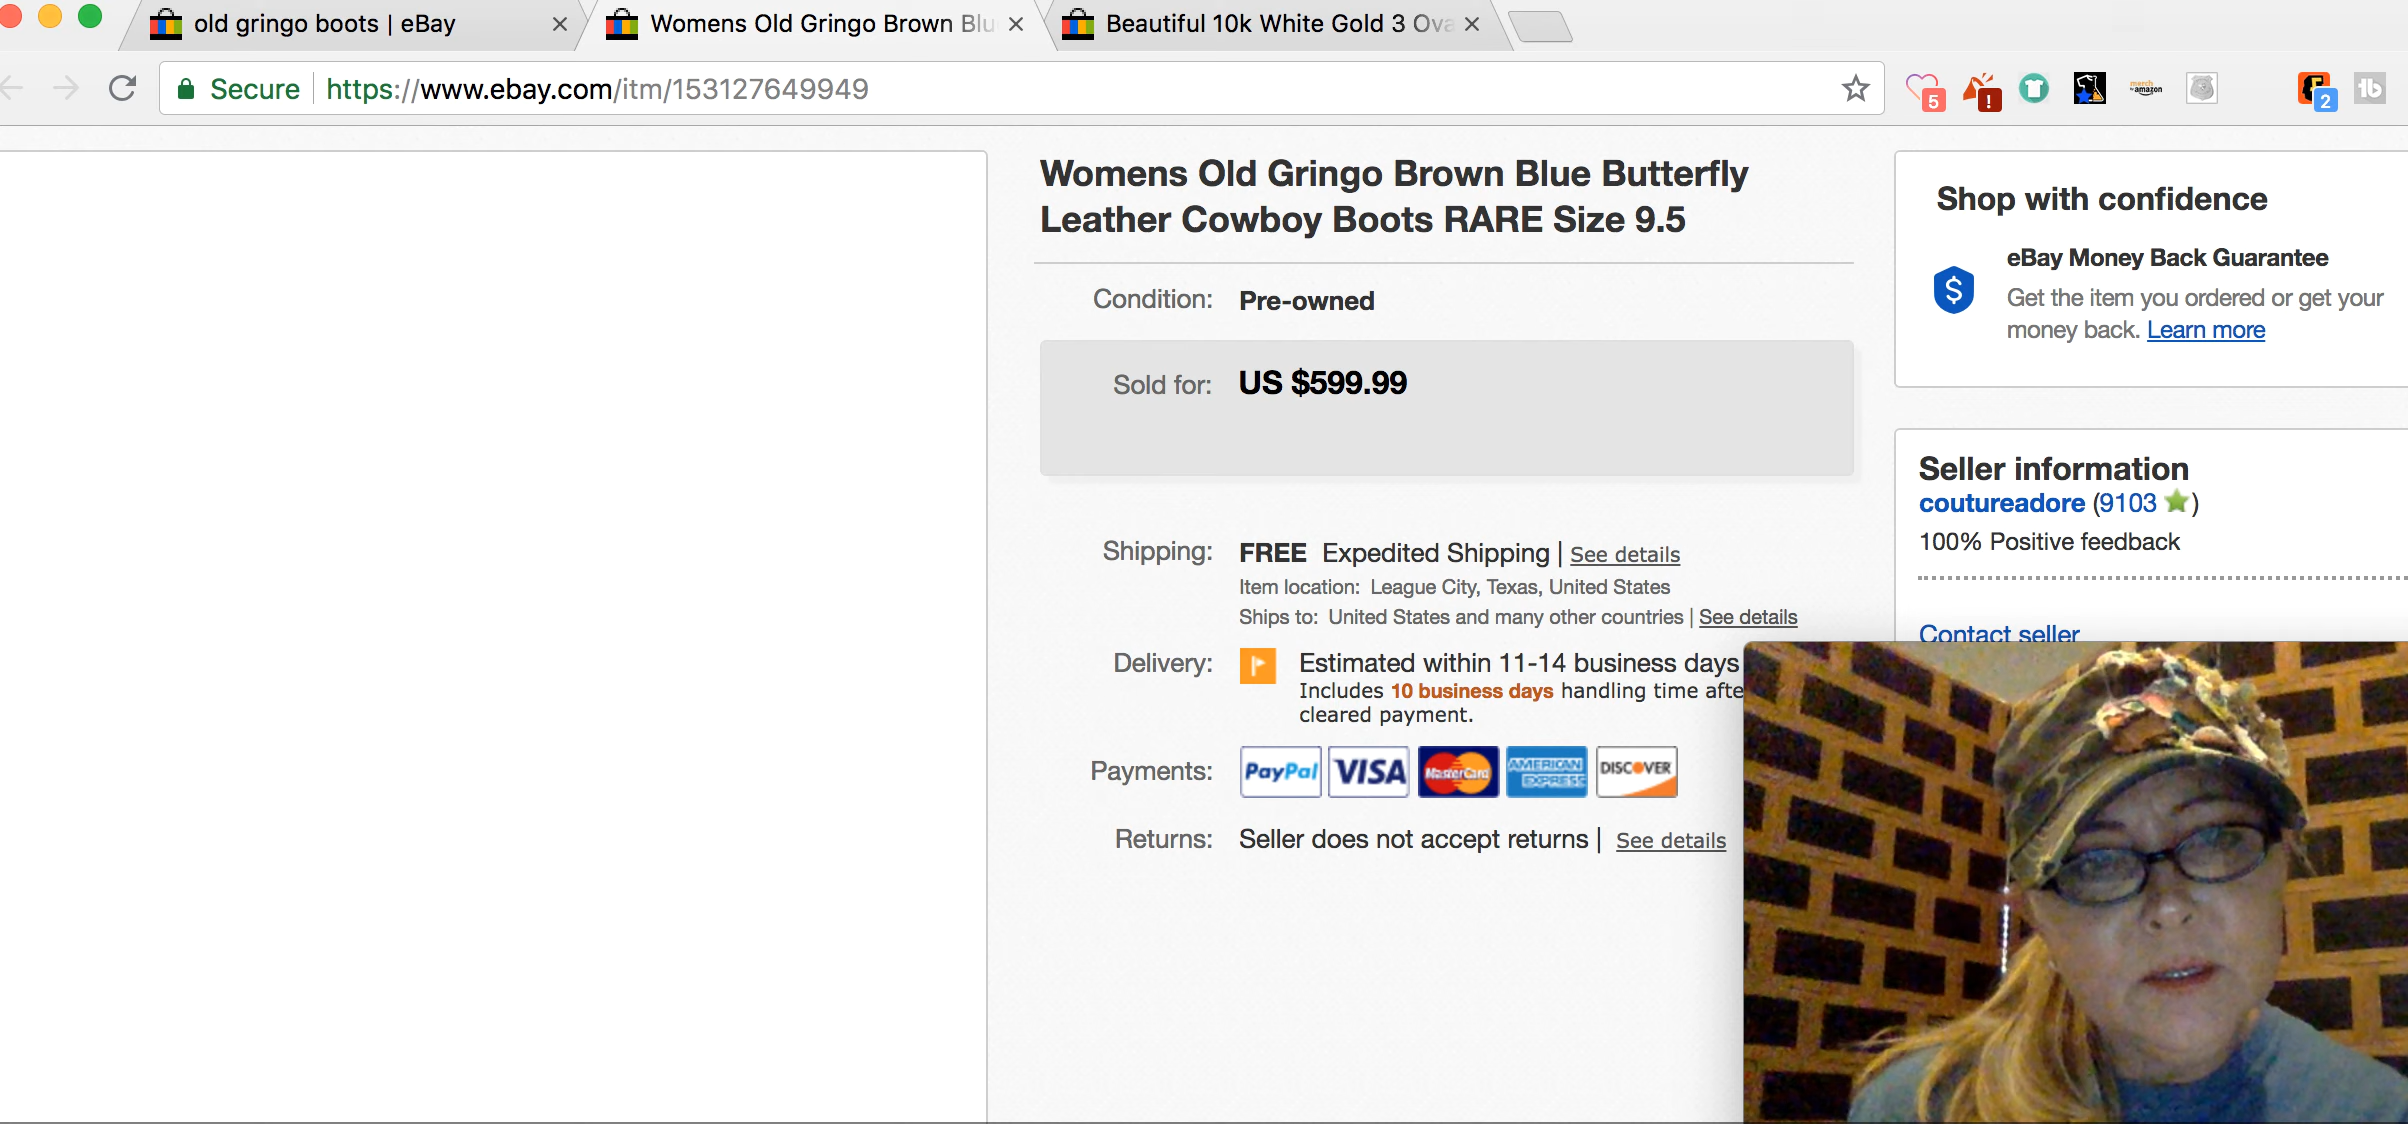 old gringo boots | eBay
Womens Old Gringo Brown Blu
Beautiful 10k White Gold 3 Ova
Secure
https://www.ebay.com/itm/153127649949
5
!
merch
by amazon
2
tb
Womens Old Gringo Brown Blue Butterfly
Leather Cowboy Boots RARE Size 9.5
Condition: Pre-owned
Sold for: US $599.99
Shipping: FREE Expedited Shipping | See details
Item location: League City, Texas, United States
Ships to: United States and many other countries | See details
Delivery: Estimated within 11-14 business days
Includes 10 business days handling time afte
cleared payment.
Payments: PayPal VISA MasterCard AMERICAN EXPRESS DISCOVER
Returns: Seller does not accept returns | See details
Shop with confidence
$
eBay Money Back Guarantee
Get the item you ordered or get your
money back. Learn more
Seller information
coutureadore (9103)
100% Positive feedback
Contact seller